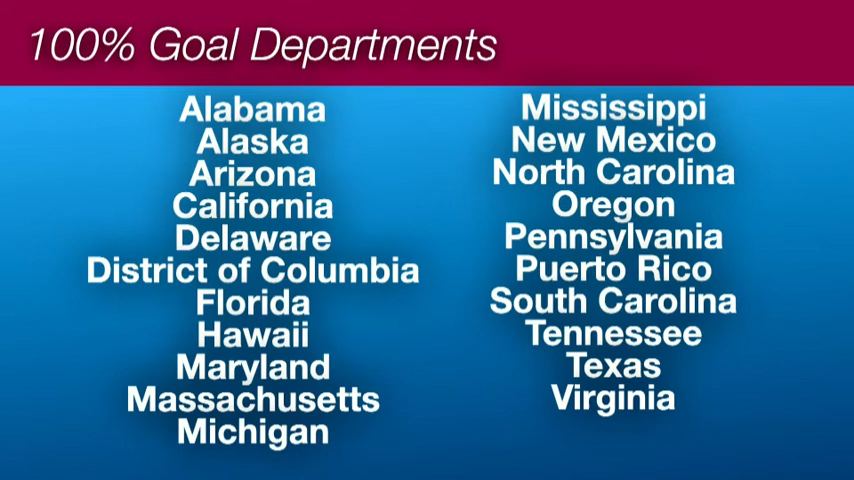 100% Goal Departments
Alabama
Alaska
Arizona
California
Delaware
District of Columbia
Florida
Hawaii
Maryland
Massachusetts
Michigan
Mississippi
New Mexico
North Carolina
Oregon
Pennsylvania
Puerto Rico
South Carolina
Tennessee
Texas
Virginia